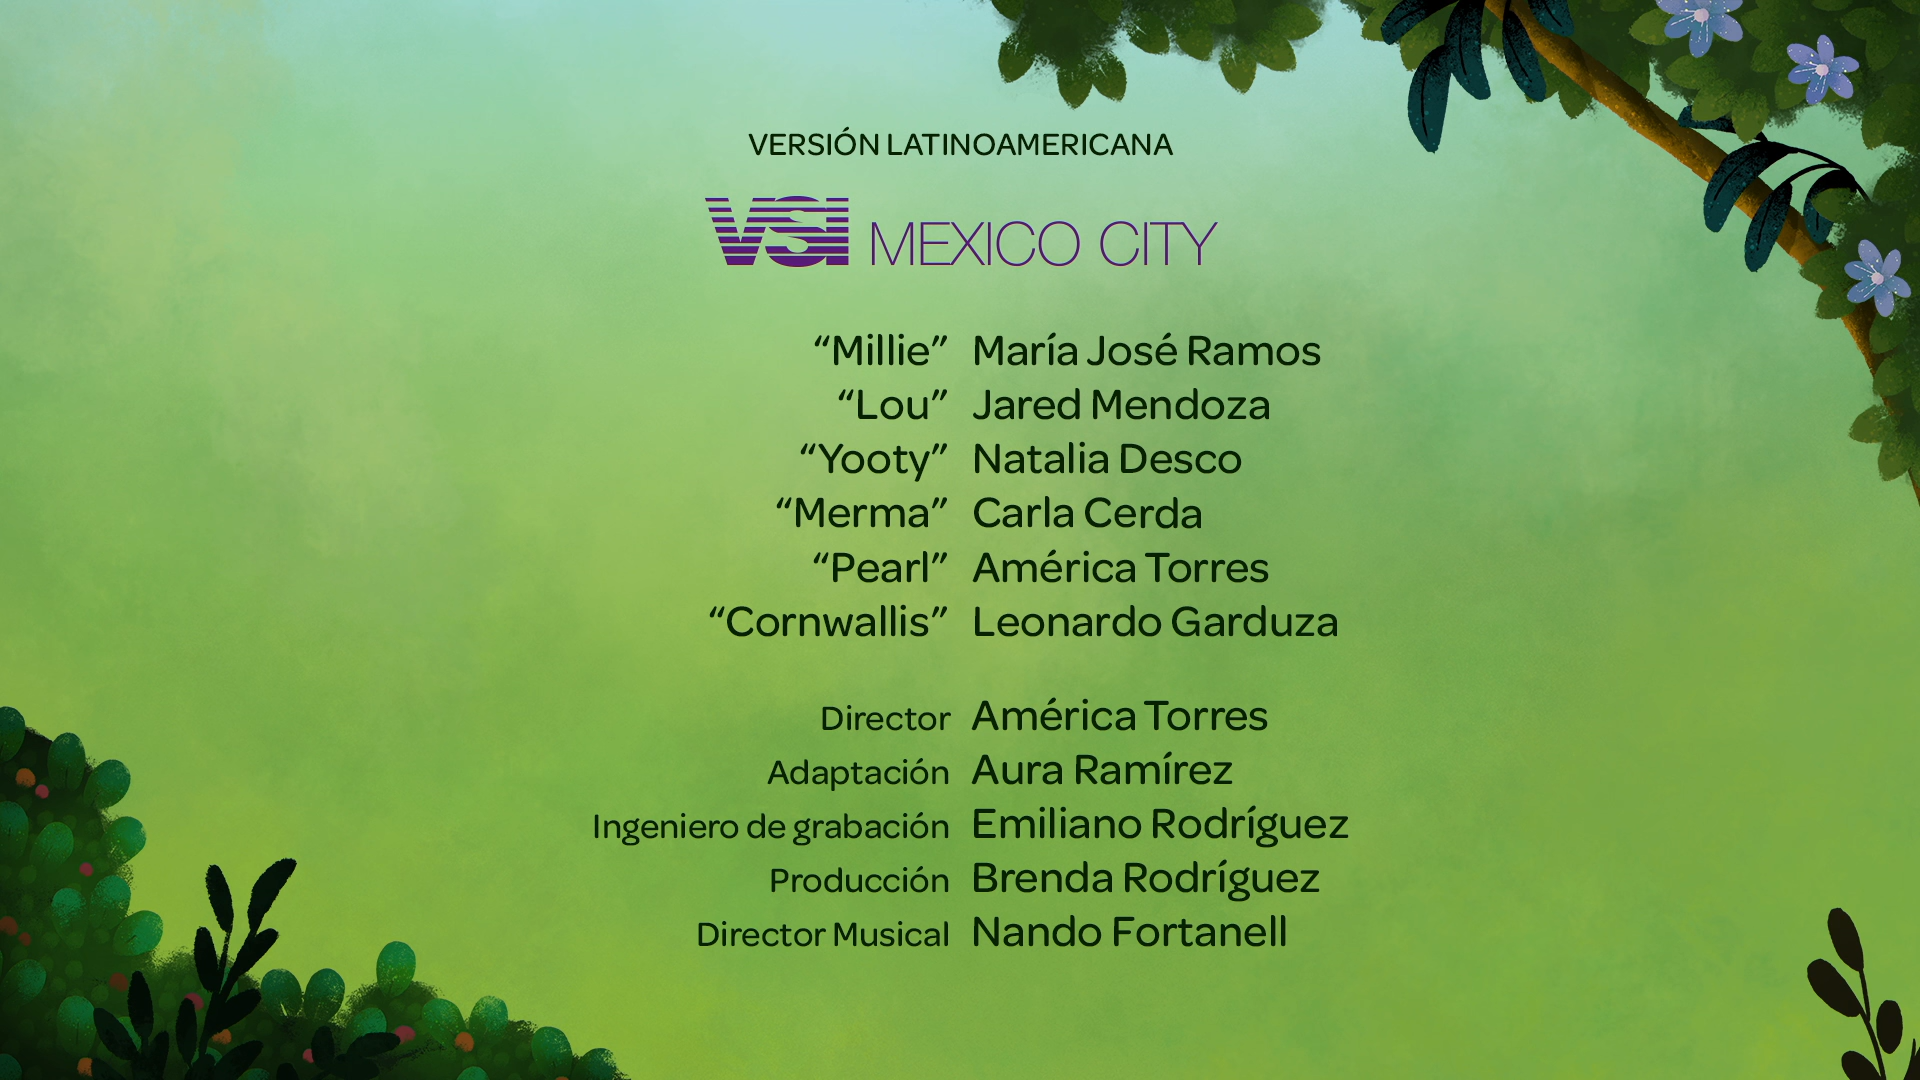 VERSIÓN LATINOAMERICANA
VSI MEXICO CITY
“Millie” María José Ramos
“Lou” Jared Mendoza
“Yooty” Natalia Desco
“Merma” Carla Cerda
“Pearl” América Torres
“Cornwallis” Leonardo Garduza
Director América Torres
Adaptación Aura Ramírez
Ingeniero de grabación Emiliano Rodríguez
Producción Brenda Rodríguez
Director Musical Nando Fortanell